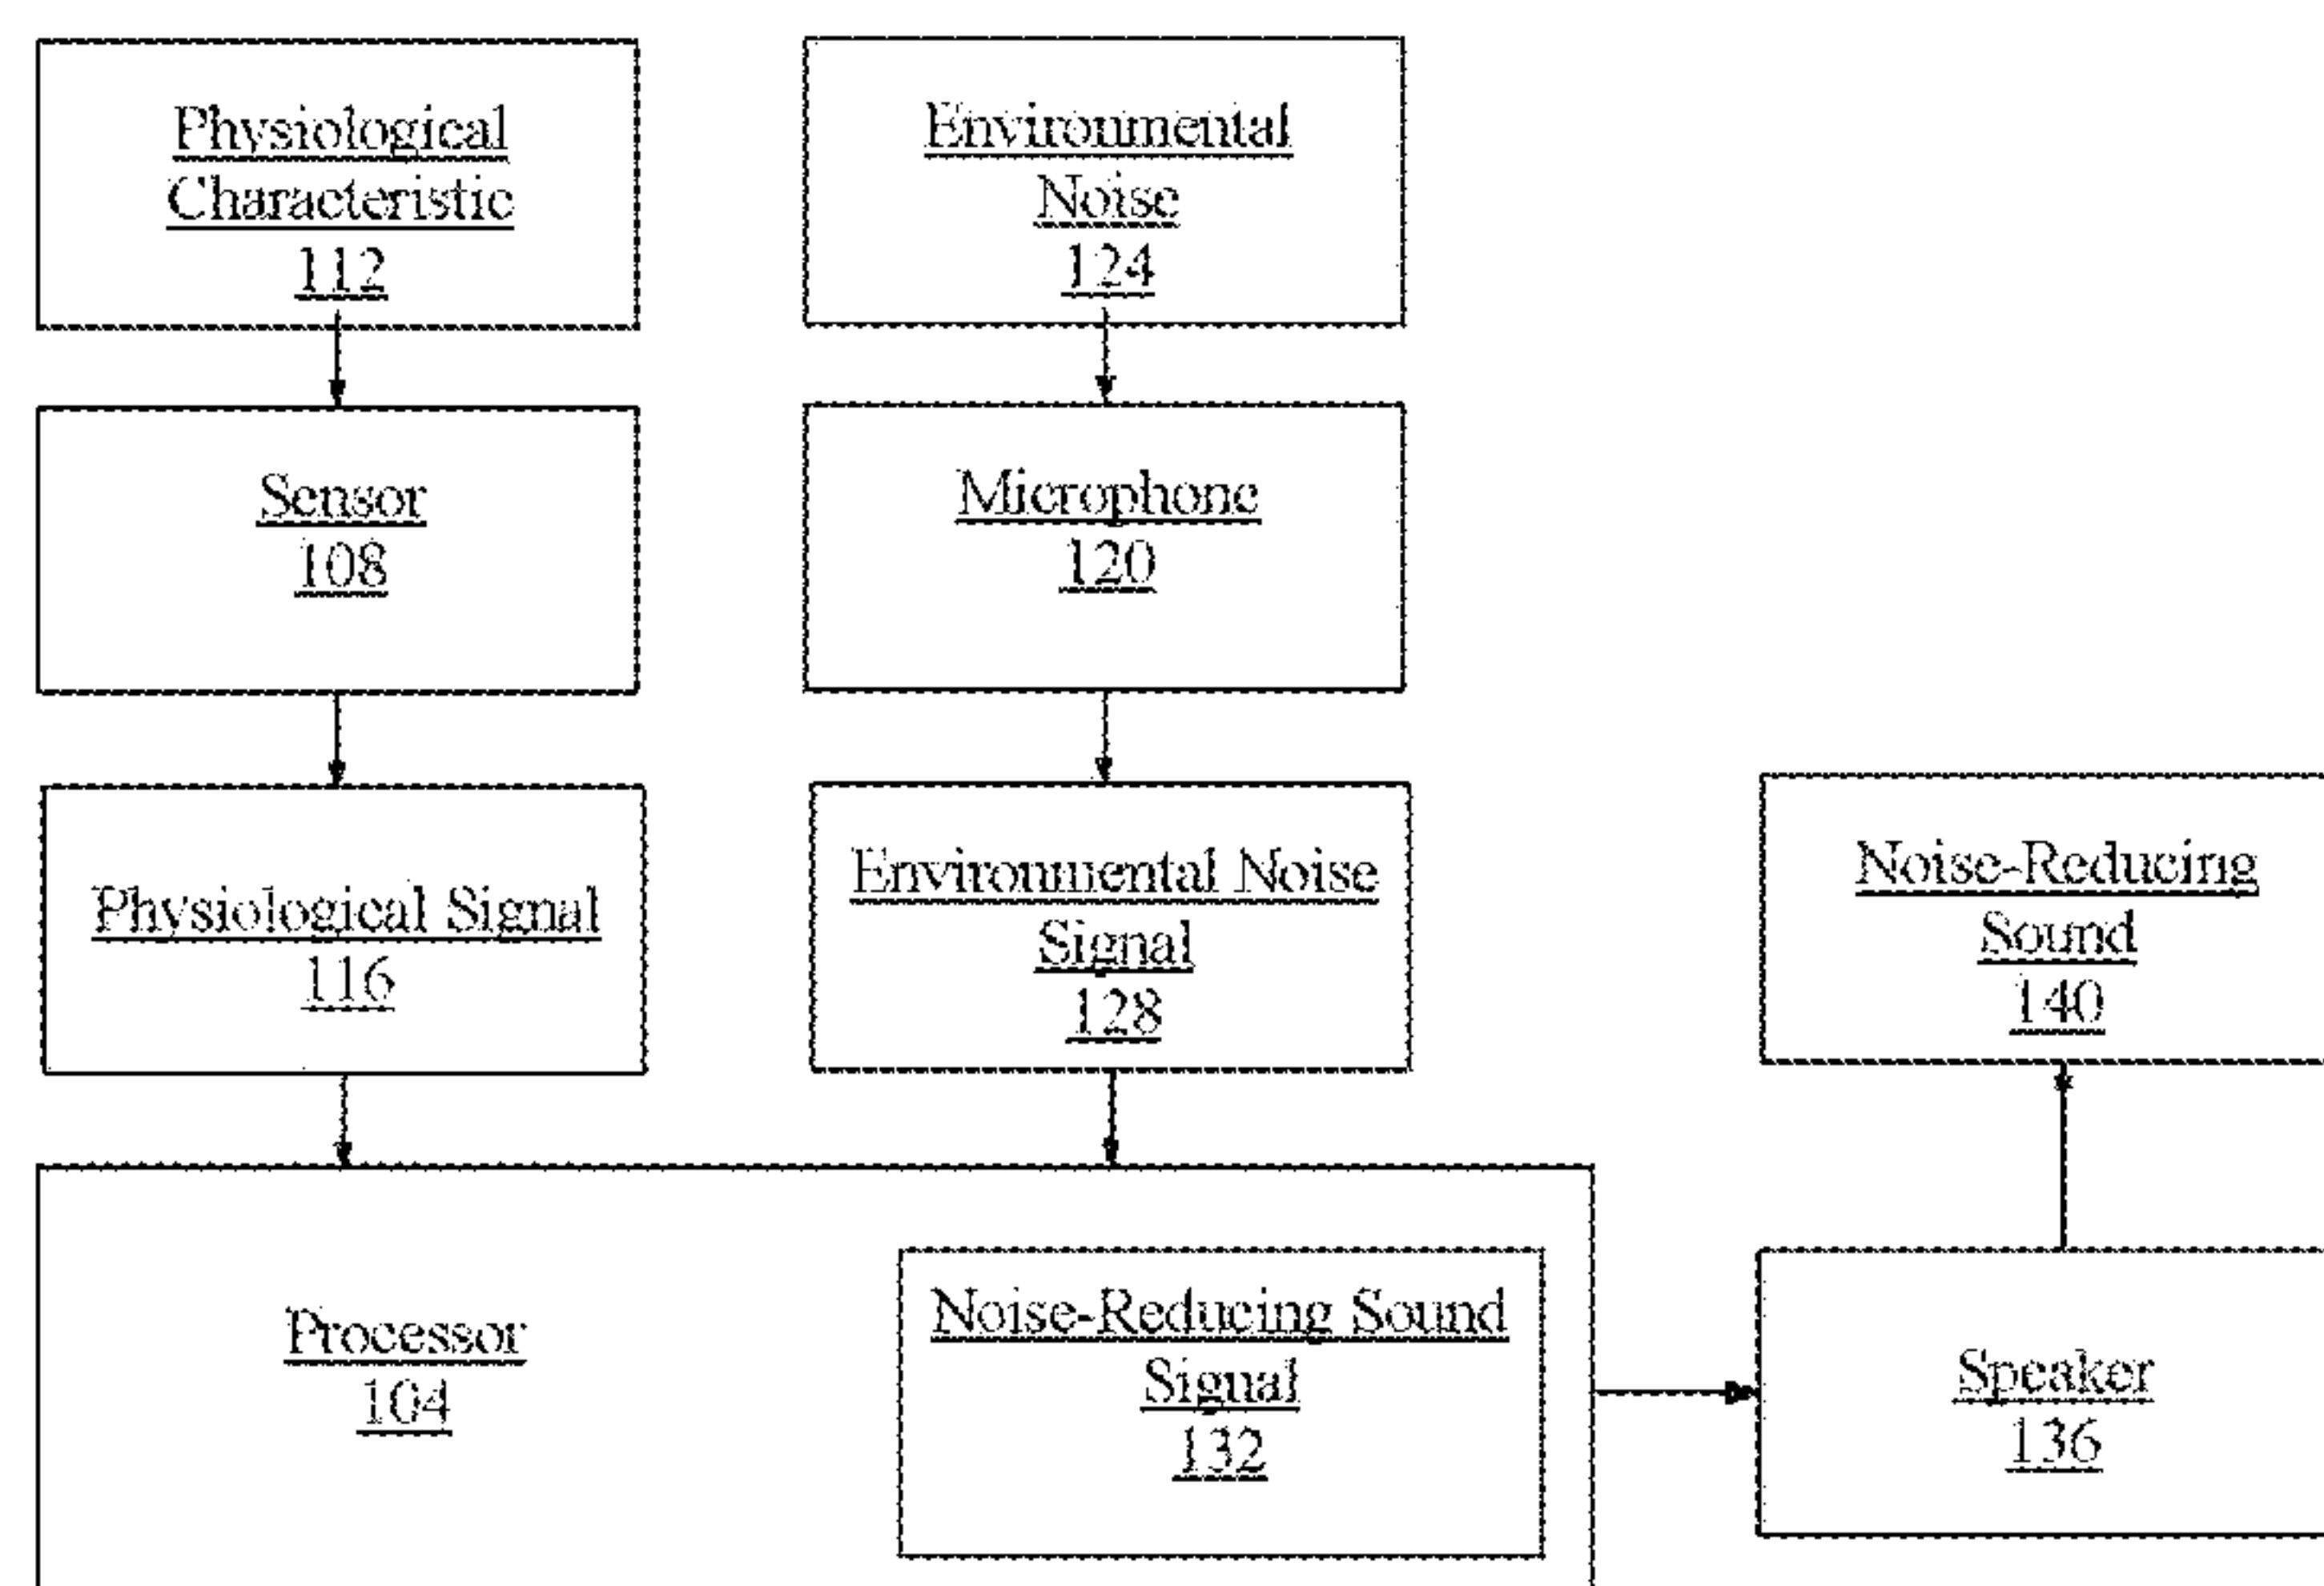 Physiological
Characteristic
112
Environmental
Noise
124
Sensor
108
Microphone
120
Physiological Signal
116
Environmental Noise
Signal
128
Noise-Reducing
Sound
140
Processor
104
Noise-Reducing Sound
Signal
132
Speaker
136